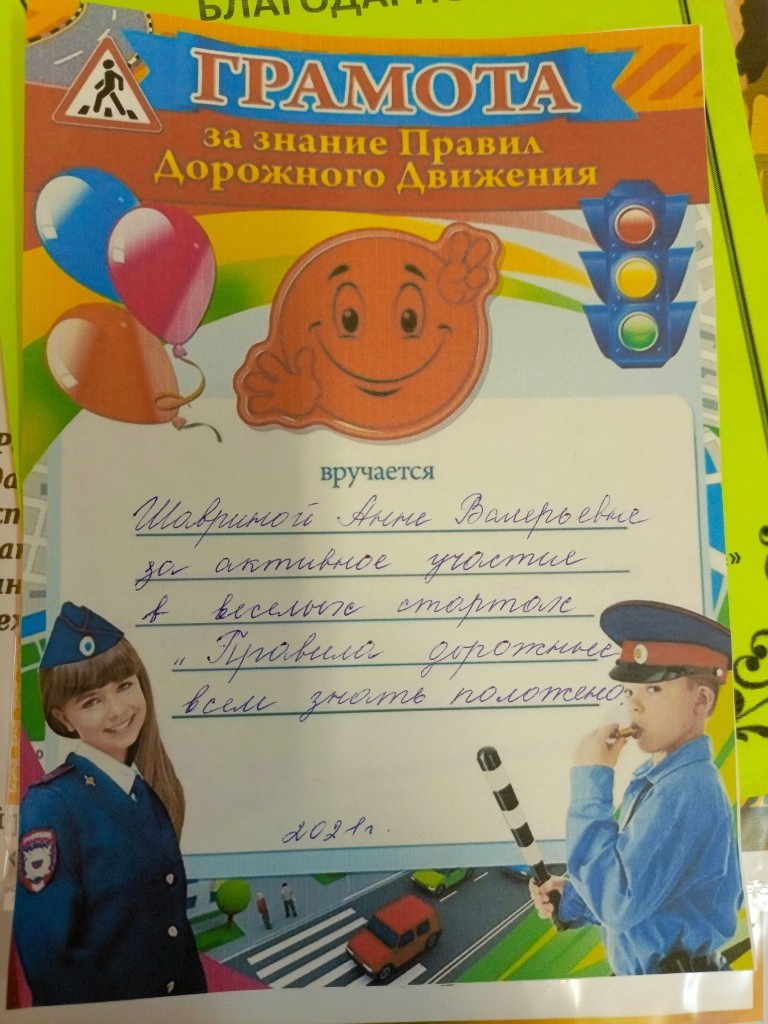 БЛАГОДАРНО
ГРАМОТА
за знание Правил
Дорожного Движения
вручается
Шавриной Анне Валерьевне
за активное участие
в веселых стартах
„Правила дорожные
всем знать положено."
2021г.